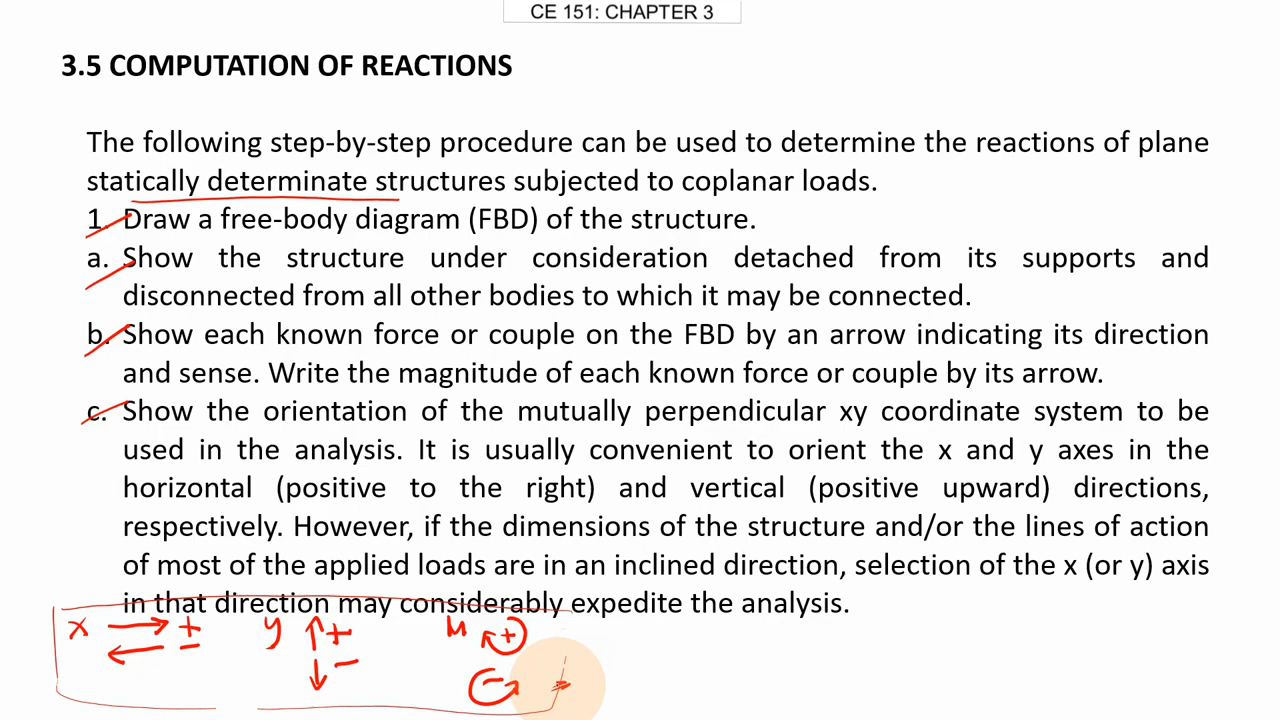 CE 151: CHAPTER 3
3.5 COMPUTATION OF REACTIONS
The following step-by-step procedure can be used to determine the reactions of plane
statically determinate structures subjected to coplanar loads.
1. Draw a free-body diagram (FBD) of the structure.
a. Show the structure under consideration detached from its supports and
disconnected from all other bodies to which it may be connected.
b. Show each known force or couple on the FBD by an arrow indicating its direction
and sense. Write the magnitude of each known force or couple by its arrow.
c. Show the orientation of the mutually perpendicular xy coordinate system to be
used in the analysis. It is usually convenient to orient the x and y axes in the
horizontal (positive to the right) and vertical (positive upward) directions,
respectively. However, if the dimensions of the structure and/or the lines of action
of most of the applied loads are in an inclined direction, selection of the x (or y) axis
in that direction may considerably expedite the analysis.
x → + y ↑ + M +
← − ↓ − −